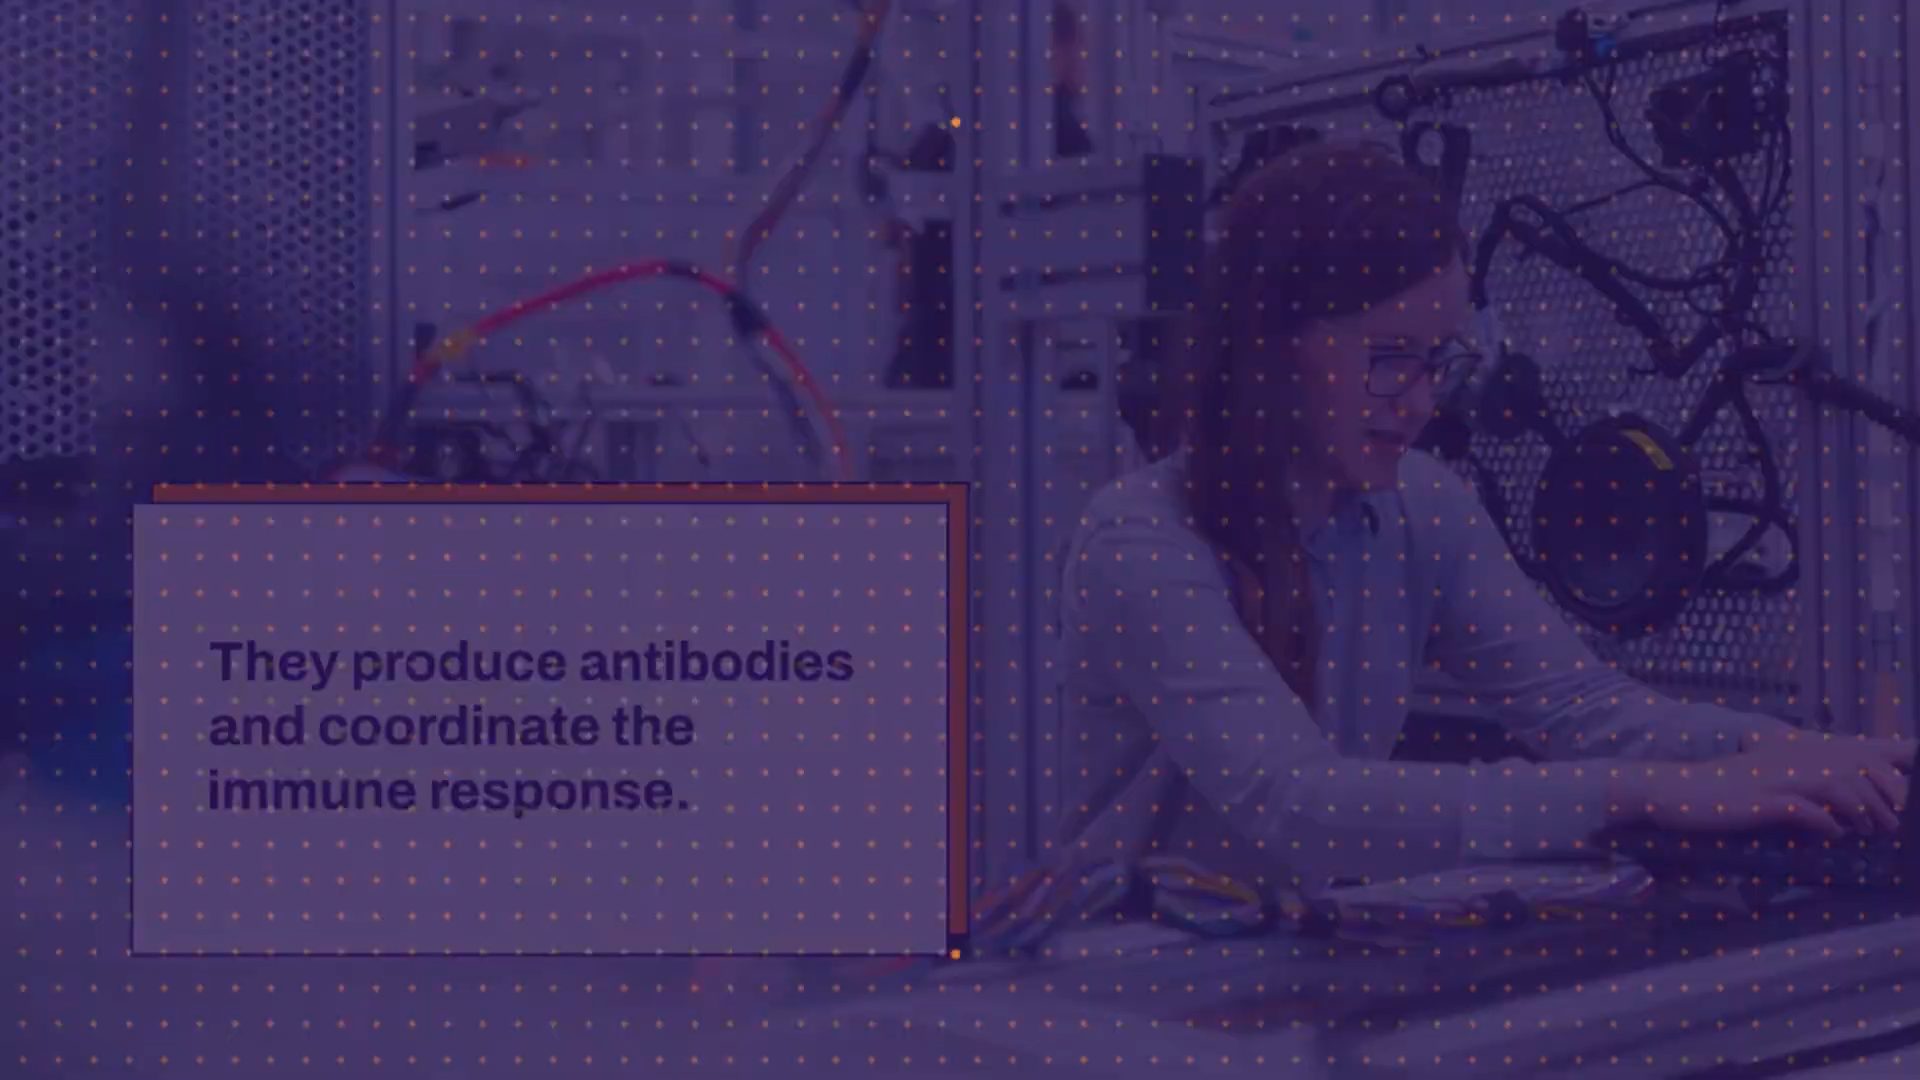 They produce antibodies
and coordinate the
immune response.